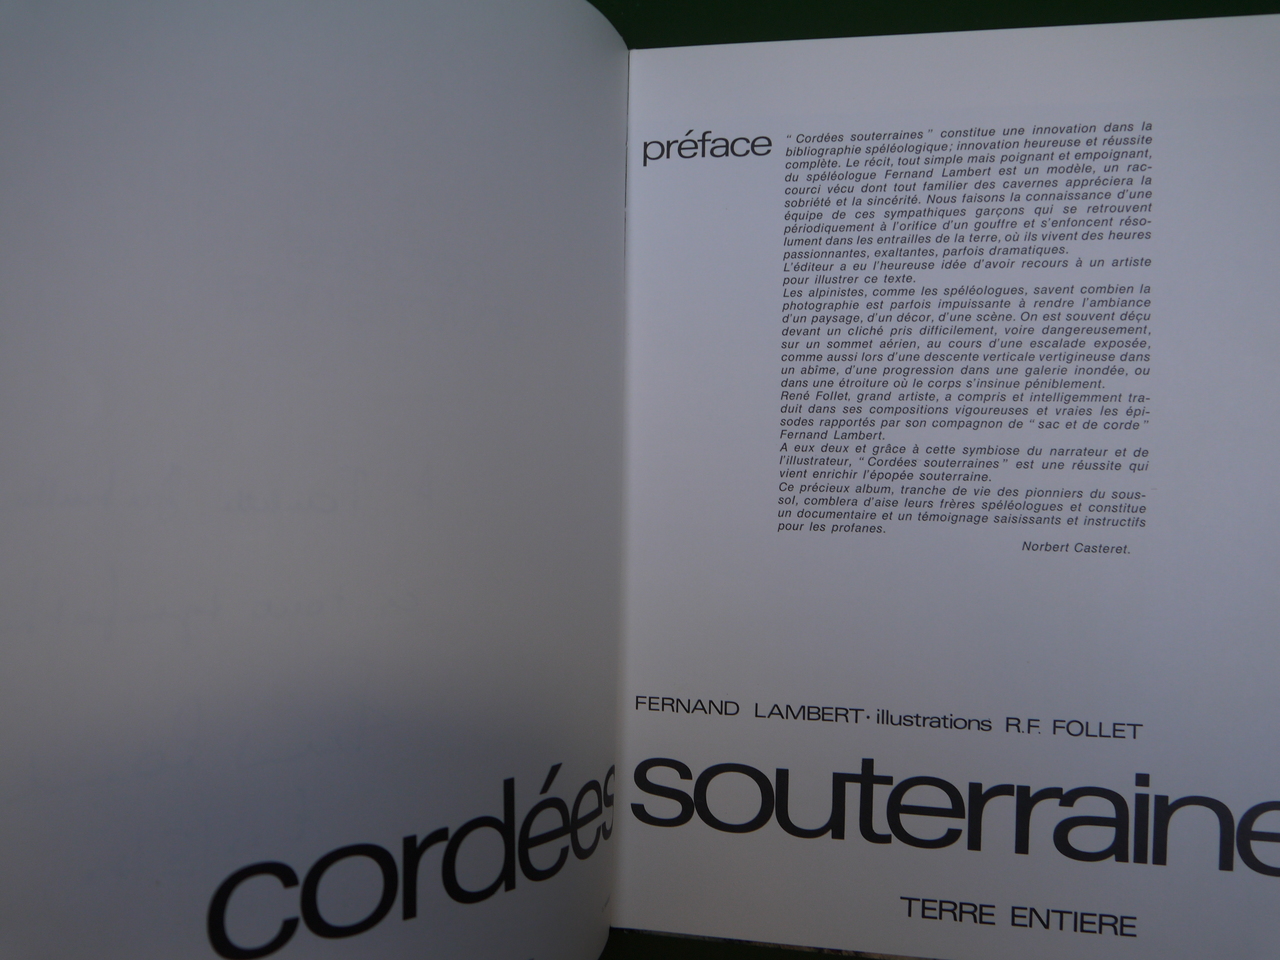 préface
“ Cordées souterraines ” constitue une innovation dans la
bibliographie spéléologique; innovation heureuse et réussite
complète. Le récit, tout simple mais poignant et empoignant,
du spéléologue Fernand Lambert est un modèle, un rac-
courci vécu dont tout familier des cavernes appréciera la
sobriété et la sincérité. Nous faisons la connaissance d'une
équipe de ces sympathiques garçons qui se retrouvent
périodiquement à l'orifice d'un gouffre et s'enfoncent réso-
lument dans les entrailles de la terre, où ils vivent des heures
passionnantes, exaltantes, parfois dramatiques.
L'éditeur a eu l'heureuse idée d'avoir recours à un artiste
pour illustrer ce texte.
Les alpinistes, comme les spéléologues, savent combien la
photographie est parfois impuissante à rendre l'ambiance
d'un paysage, d'un décor, d'une scène. On est souvent déçu
devant un cliché pris difficilement, voire dangereusement,
sur un sommet aérien, au cours d'une escalade exposée,
comme aussi lors d'une descente verticale vertigineuse dans
un abîme, d'une progression dans une galerie inondée, ou
dans une étroiture où le corps s'insinue péniblement.
René Follet, grand artiste, a compris et intelligemment tra-
duit dans ses compositions vigoureuses et vraies les épi-
sodes rapportés par son compagnon de “ sac et de corde ”
Fernand Lambert.
A eux deux et grâce à cette symbiose du narrateur et de
l'illustrateur, “ Cordées souterraines ” est une réussite qui
vient enrichir l'épopée souterraine.
Ce précieux album, tranche de vie des pionniers du sous-
sol, comblera d'aise leurs frères spéléologues et constitue
un documentaire et un témoignage saisissants et instructifs
pour les profanes.
Norbert Casteret.
FERNAND LAMBERT · illustrations R.F. FOLLET
cordées souterraine
TERRE ENTIERE